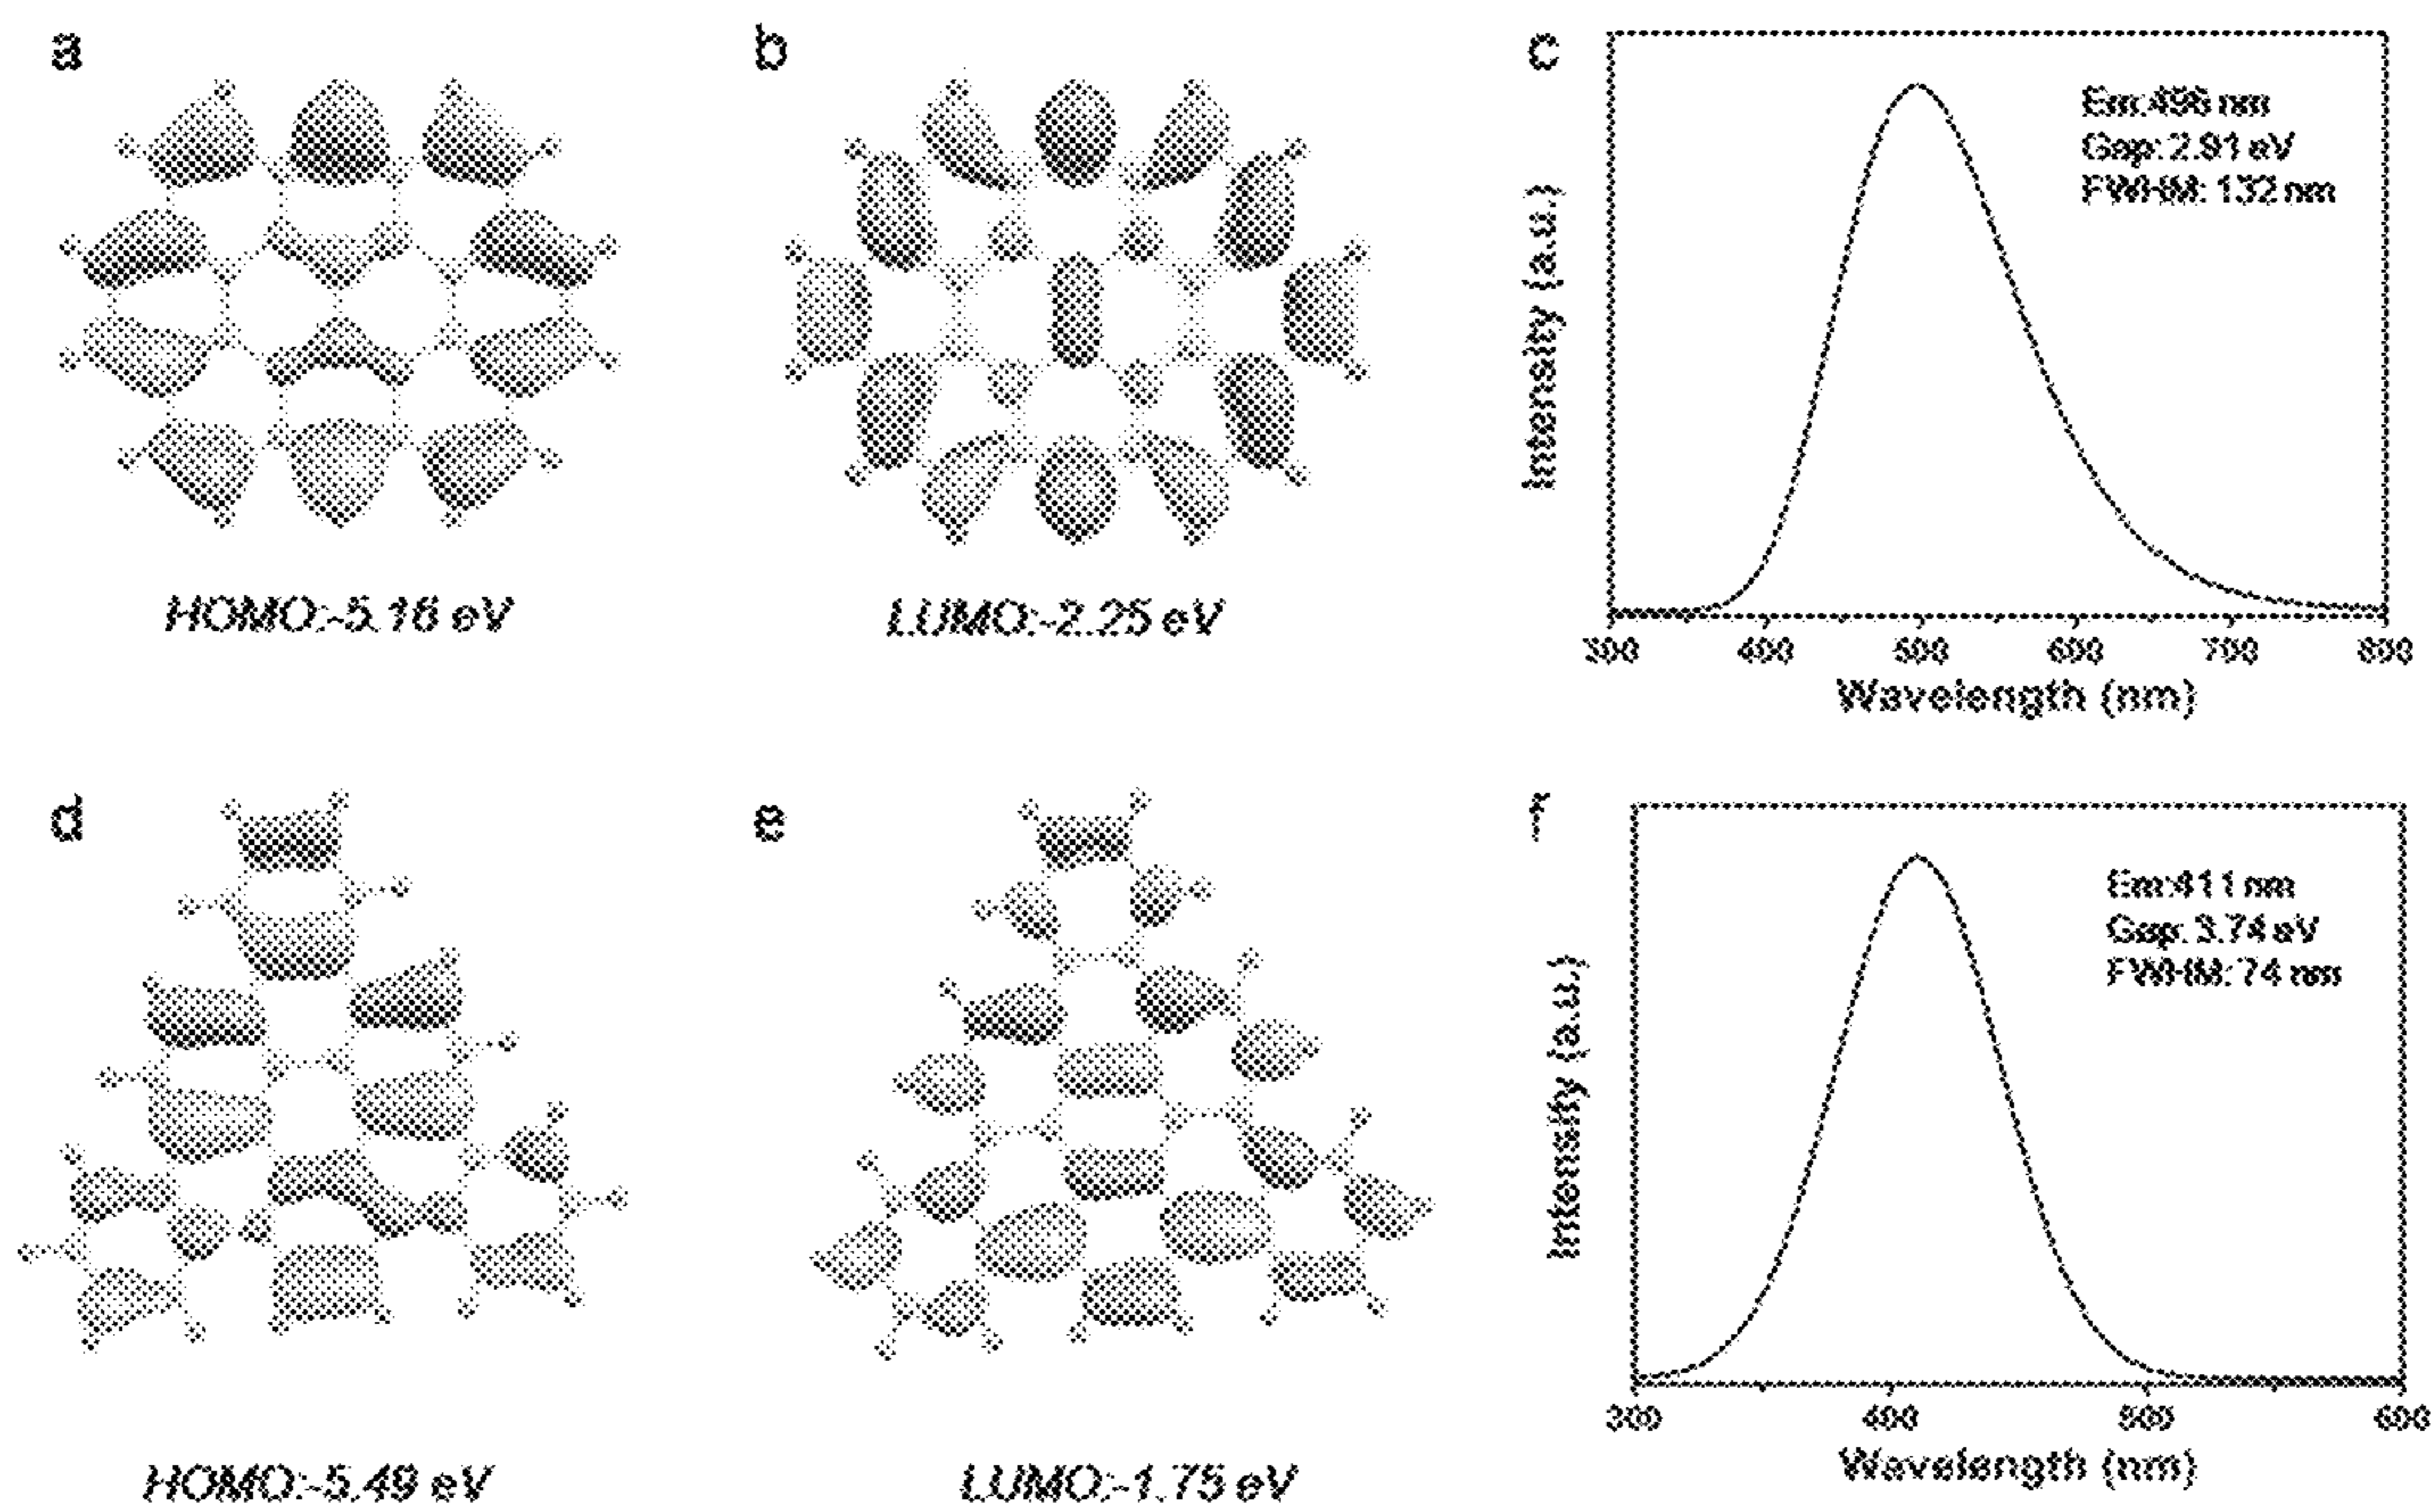 a
b
c
Em:498 nm
Gap: 2.91 eV
FWHM: 132 nm
Intensity (a.u.)
300 400 500 600 700 800
Wavelength (nm)
HOMO:-5.16 eV
LUMO:-2.25 eV
d
e
f
Em:411 nm
Gap: 3.74 eV
FWHM: 74 nm
Intensity (a.u.)
300 400 500 600
Wavelength (nm)
HOMO:-5.49 eV
LUMO:-1.75 eV